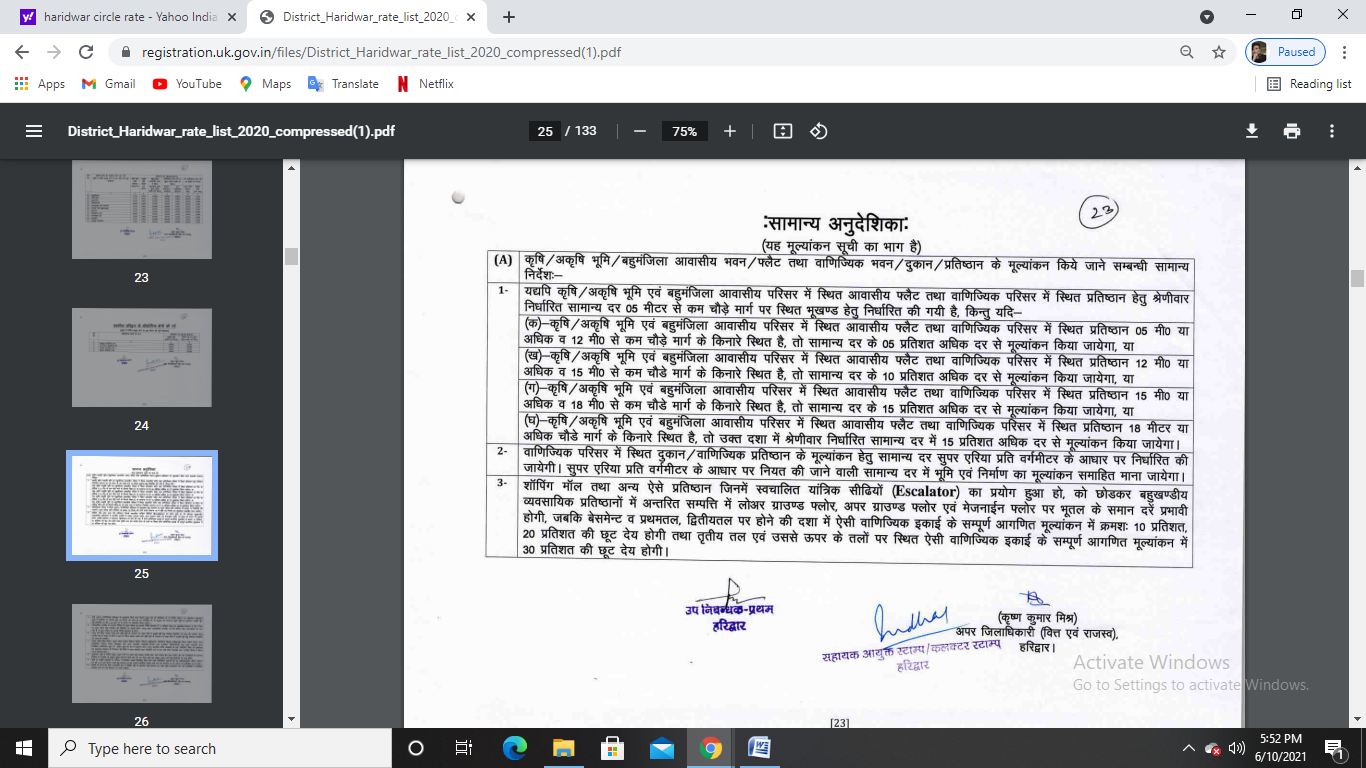 haridwar circle rate - Yahoo India
District_Haridwar_rate_list_2020_
registration.uk.gov.in/files/District_Haridwar_rate_list_2020_compressed(1).pdf
Paused
Apps
Gmail
YouTube
Maps
Translate
Netflix
Reading list
District_Haridwar_rate_list_2020_compressed(1).pdf
25 / 133
75%
23
24
25
26
23
:सामान्य अनुदेशिका:
(यह मूल्यांकन सूची का भाग है)
(A) कृषि/अकृषि भूमि/बहुमंजिला आवासीय भवन/फ्लैट तथा वाणिज्यिक भवन/दुकान/प्रतिष्ठान के मूल्यांकन किये जाने सम्बन्धी सामान्य
निर्देशः–
1- यद्यपि कृषि/अकृषि भूमि एवं बहुमंजिला आवासीय परिसर में स्थित आवासीय फ्लैट तथा वाणिज्यिक परिसर में स्थित प्रतिष्ठान हेतु श्रेणीवार
निर्धारित सामान्य दर 05 मीटर से कम चौड़े मार्ग पर स्थित भूखण्ड हेतु निर्धारित की गयी है, किन्तु यदि–
(क)–कृषि/अकृषि भूमि एवं बहुमंजिला आवासीय परिसर में स्थित आवासीय फ्लैट तथा वाणिज्यिक परिसर में स्थित प्रतिष्ठान 05 मी0 या
अधिक व 12 मी0 से कम चौड़े मार्ग के किनारे स्थित है, तो सामान्य दर के 05 प्रतिशत अधिक दर से मूल्यांकन किया जायेगा, या
(ख)–कृषि/अकृषि भूमि एवं बहुमंजिला आवासीय परिसर में स्थित आवासीय फ्लैट तथा वाणिज्यिक परिसर में स्थित प्रतिष्ठान 12 मी0 या
अधिक व 15 मी0 से कम चौडे मार्ग के किनारे स्थित है, तो सामान्य दर के 10 प्रतिशत अधिक दर से मूल्यांकन किया जायेगा, या
(ग)–कृषि/अकृषि भूमि एवं बहुमंजिला आवासीय परिसर में स्थित आवासीय फ्लैट तथा वाणिज्यिक परिसर में स्थित प्रतिष्ठान 15 मी0 या
अधिक व 18 मी0 से कम चौडे मार्ग के किनारे स्थित है, तो सामान्य दर के 15 प्रतिशत अधिक दर से मूल्यांकन किया जायेगा, या
(घ)–कृषि/अकृषि भूमि एवं बहुमंजिला आवासीय परिसर में स्थित आवासीय फ्लैट तथा वाणिज्यिक परिसर में स्थित प्रतिष्ठान 18 मीटर या
अधिक चौडे मार्ग के किनारे स्थित है, तो उक्त दशा में श्रेणीवार निर्धारित सामान्य दर में 15 प्रतिशत अधिक दर से मूल्यांकन किया जायेगा।
2- वाणिज्यिक परिसर में स्थित दुकान/वाणिज्यिक प्रतिष्ठान के मूल्यांकन हेतु सामान्य दर सुपर एरिया प्रति वर्गमीटर के आधार पर निर्धारित की
जायेगी। सुपर एरिया प्रति वर्गमीटर के आधार पर नियत की जाने वाली सामान्य दर में भूमि एवं निर्माण का मूल्यांकन समाहित माना जायेगा।
3- शॉपिंग मॉल तथा अन्य ऐसे प्रतिष्ठान जिनमें स्वचालित यांत्रिक सीढियों (Escalator) का प्रयोग हुआ हो, को छोडकर बहुखण्डीय
व्यवसायिक प्रतिष्ठानों में अन्तरित सम्पत्ति में लोअर ग्राउण्ड फ्लोर, अपर ग्राउण्ड फ्लोर एवं मेजनाईन फ्लोर पर भूतल के समान दरें प्रभावी
होगी, जबकि बेसमेन्ट व प्रथमतल, द्वितीयतल पर होने की दशा में ऐसी वाणिज्यिक इकाई के सम्पूर्ण आगणित मूल्यांकन में क्रमशः 10 प्रतिशत,
20 प्रतिशत की छूट देय होगी तथा तृतीय तल एवं उससे ऊपर के तलों पर स्थित ऐसी वाणिज्यिक इकाई के सम्पूर्ण आगणित मूल्यांकन में
30 प्रतिशत की छूट देय होगी।
उप निबन्धक-प्रथम
हरिद्वार
सहायक आयुक्त स्टाम्प/कलक्टर स्टाम्प
हरिद्वार
(कृष्ण कुमार मिश्र)
अपर जिलाधिकारी (वित्त एवं राजस्व),
हरिद्वार।
[23]
Activate Windows
Go to Settings to activate Windows.
Type here to search
5:52 PM
6/10/2021
1